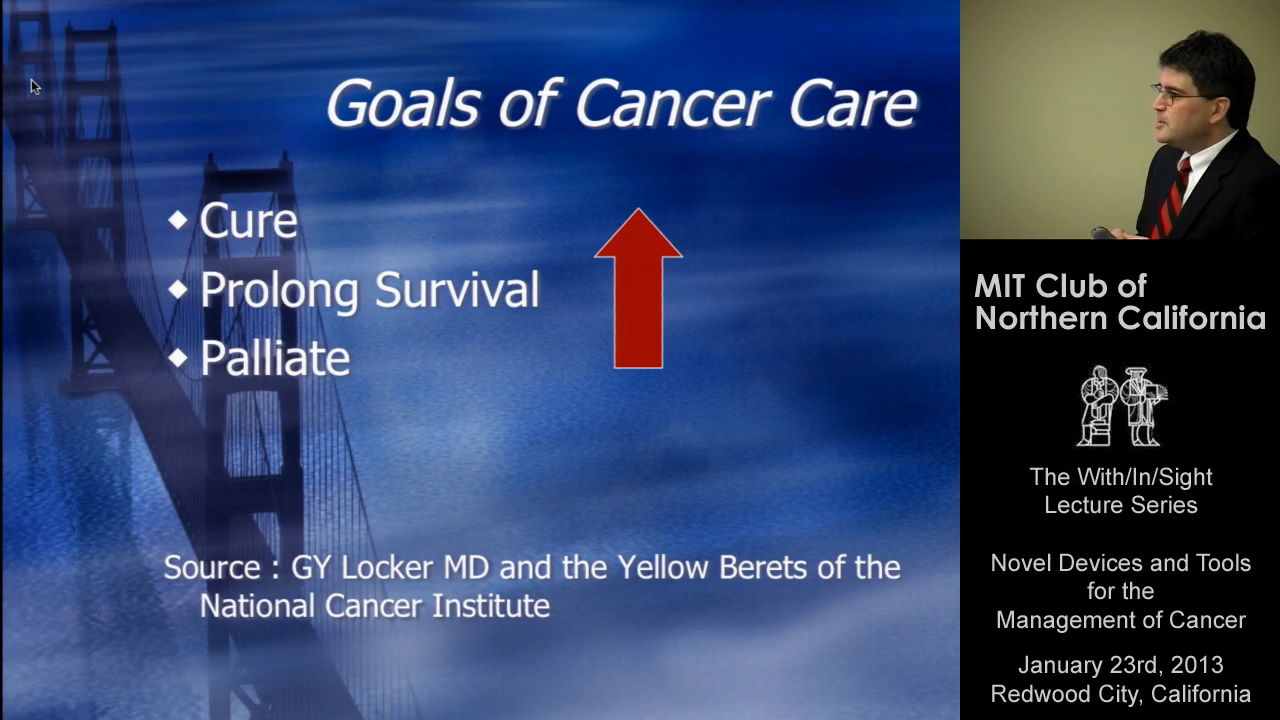 Goals of Cancer Care
Cure
Prolong Survival
Palliate
Source : GY Locker MD and the Yellow Berets of the
National Cancer Institute
MIT Club of
Northern California
The With/In/Sight
Lecture Series
Novel Devices and Tools
for the
Management of Cancer
January 23rd, 2013
Redwood City, California